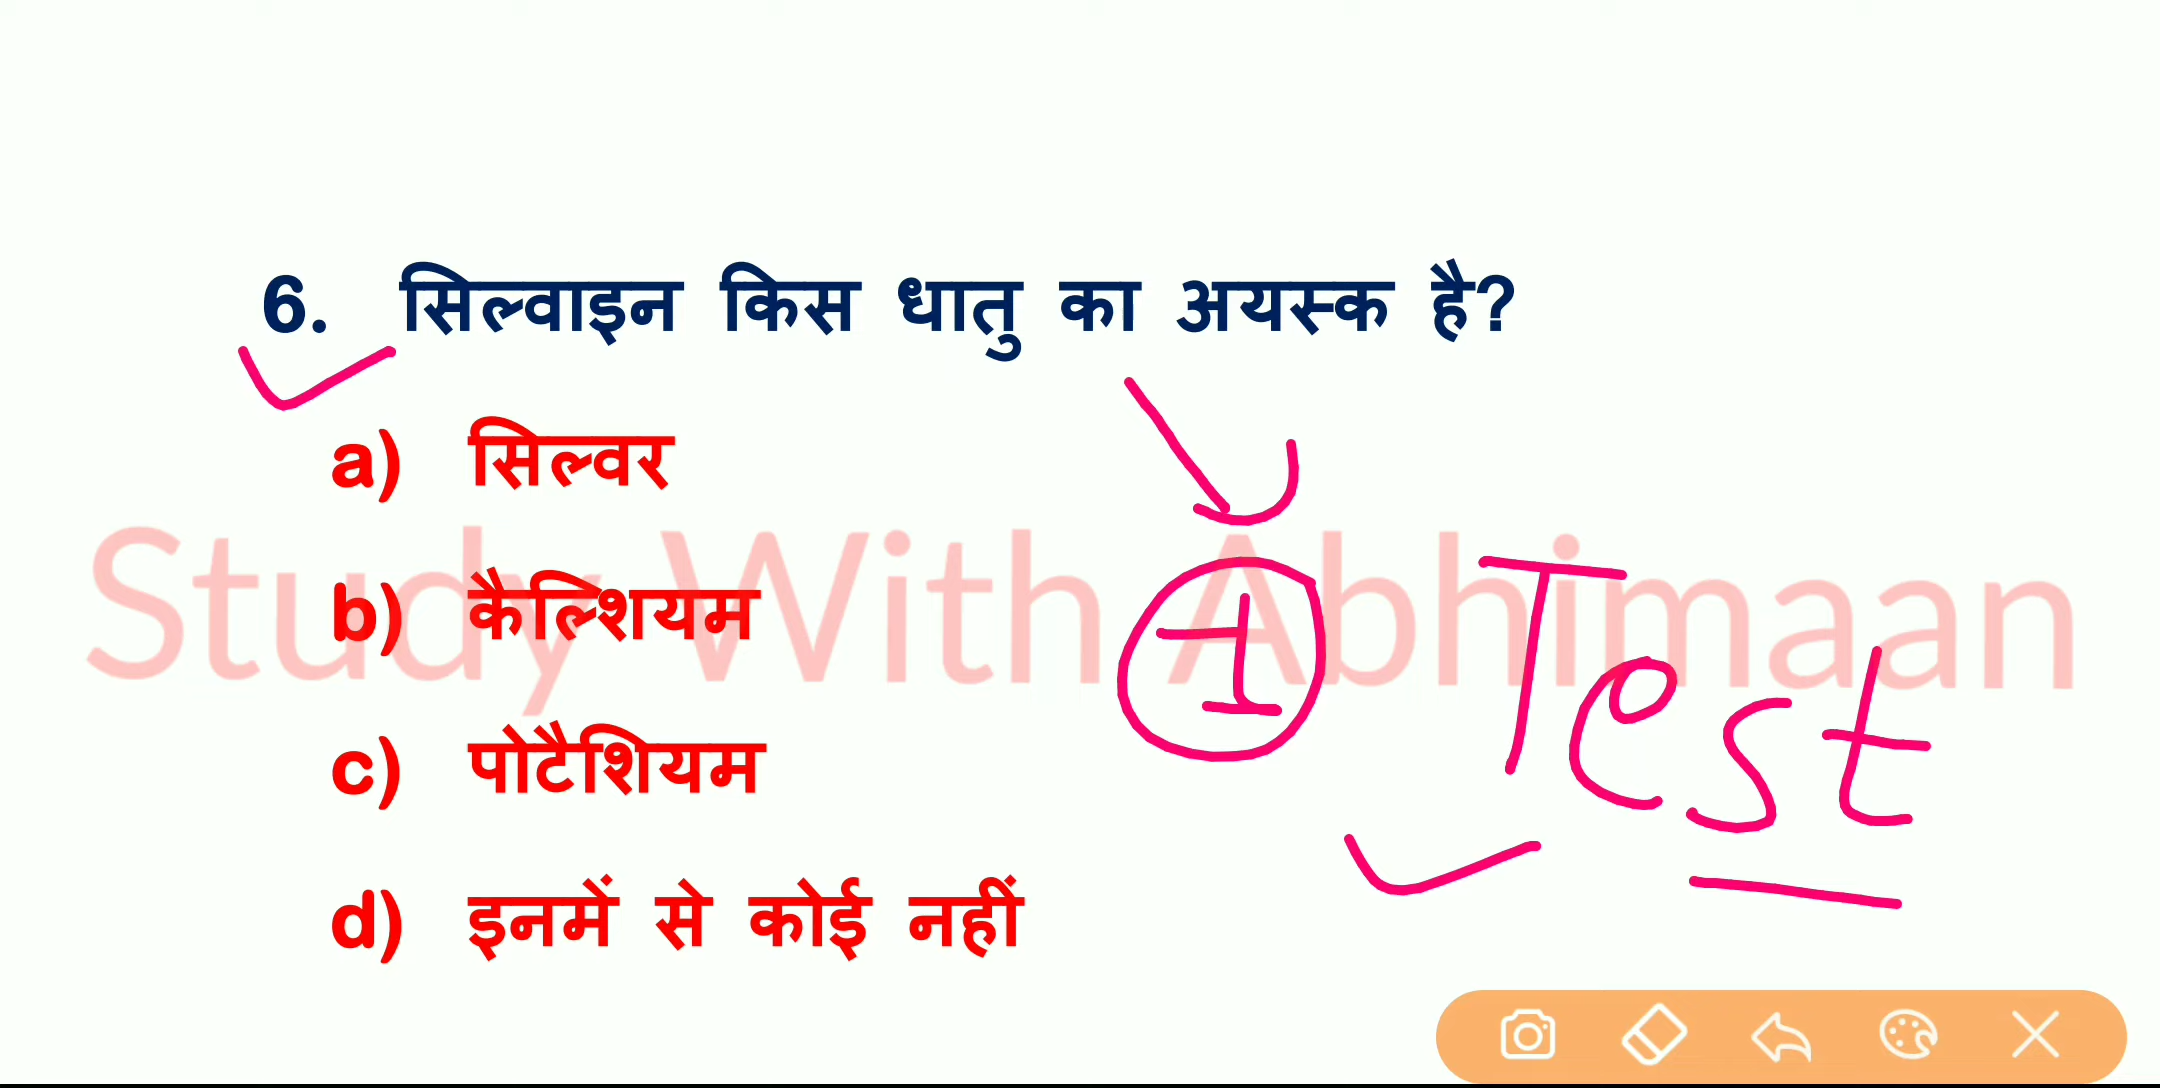 6. सिल्वाइन किस धातु का अयस्क है?
a) सिल्वर
b) कैल्शियम
c) पोटैशियम
d) इनमें से कोई नहीं
Study With Abhimaan
1 Test